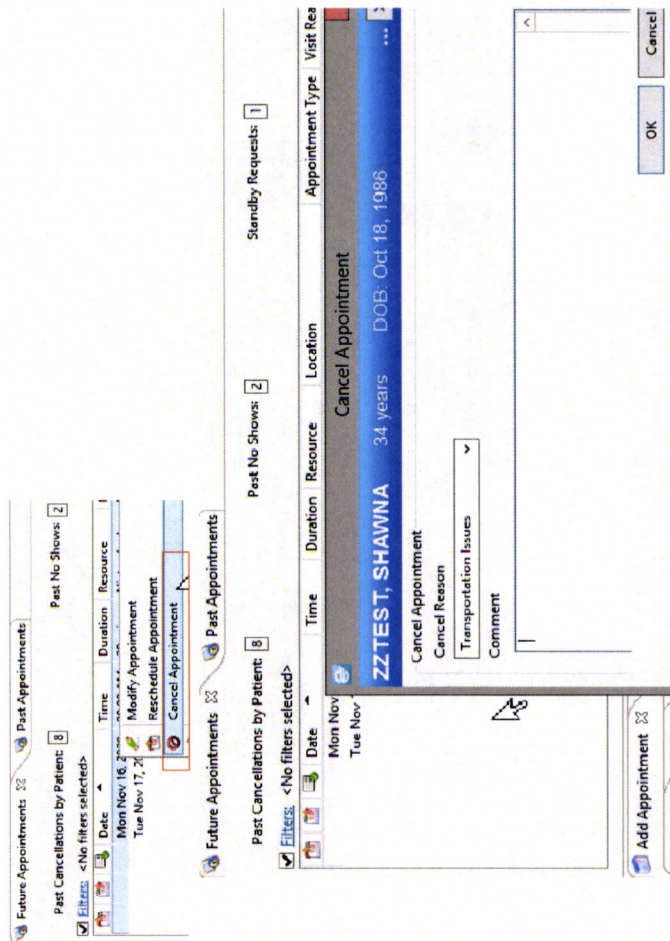 Future Appointments
Past Appointments
Past Cancellations by Patient: 8
Past No Shows: 2
Filters: <No filters selected>
Date Time Duration Resource
Mon Nov 16,
Tue Nov 17,
Modify Appointment
Reschedule Appointment
Cancel Appointment
Future Appointments
Past Appointments
Past Cancellations by Patient: 8
Past No Shows: 2
Standby Requests: 1
Filters: <No filters selected>
Date Time Duration Resource Location Appointment Type Visit Rea
Mon Nov
Tue Nov
Cancel Appointment
ZZTEST, SHAWNA 34 years DOB: Oct 18, 1986 ...
Cancel Appointment
Cancel Reason
Transportation Issues
Comment
OK Cancel
Add Appointment